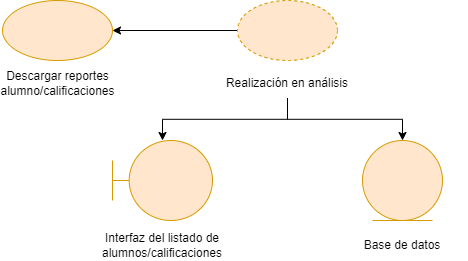 Descargar reportes
alumno/calificaciones
Realización en análisis
Interfaz del listado de
alumnos/calificaciones
Base de datos